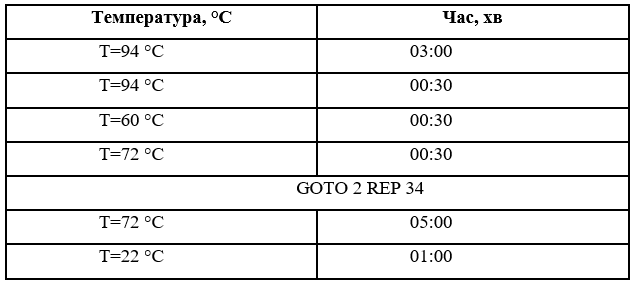 Температура, °С Час, хв
Т=94 °С 03:00
Т=94 °С 00:30
Т=60 °С 00:30
Т=72 °С 00:30
GOTO 2 REP 34
Т=72 °С 05:00
Т=22 °С 01:00